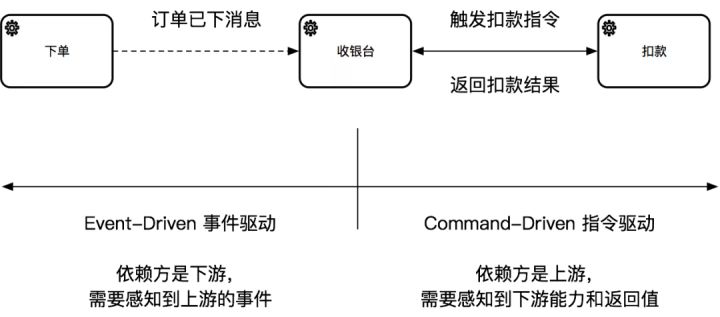 订单已下消息
触发扣款指令
下单
收银台
扣款
返回扣款结果
Event-Driven 事件驱动
Command-Driven 指令驱动
依赖方是下游，
需要感知到上游的事件
依赖方是上游，
需要感知到下游能力和返回值